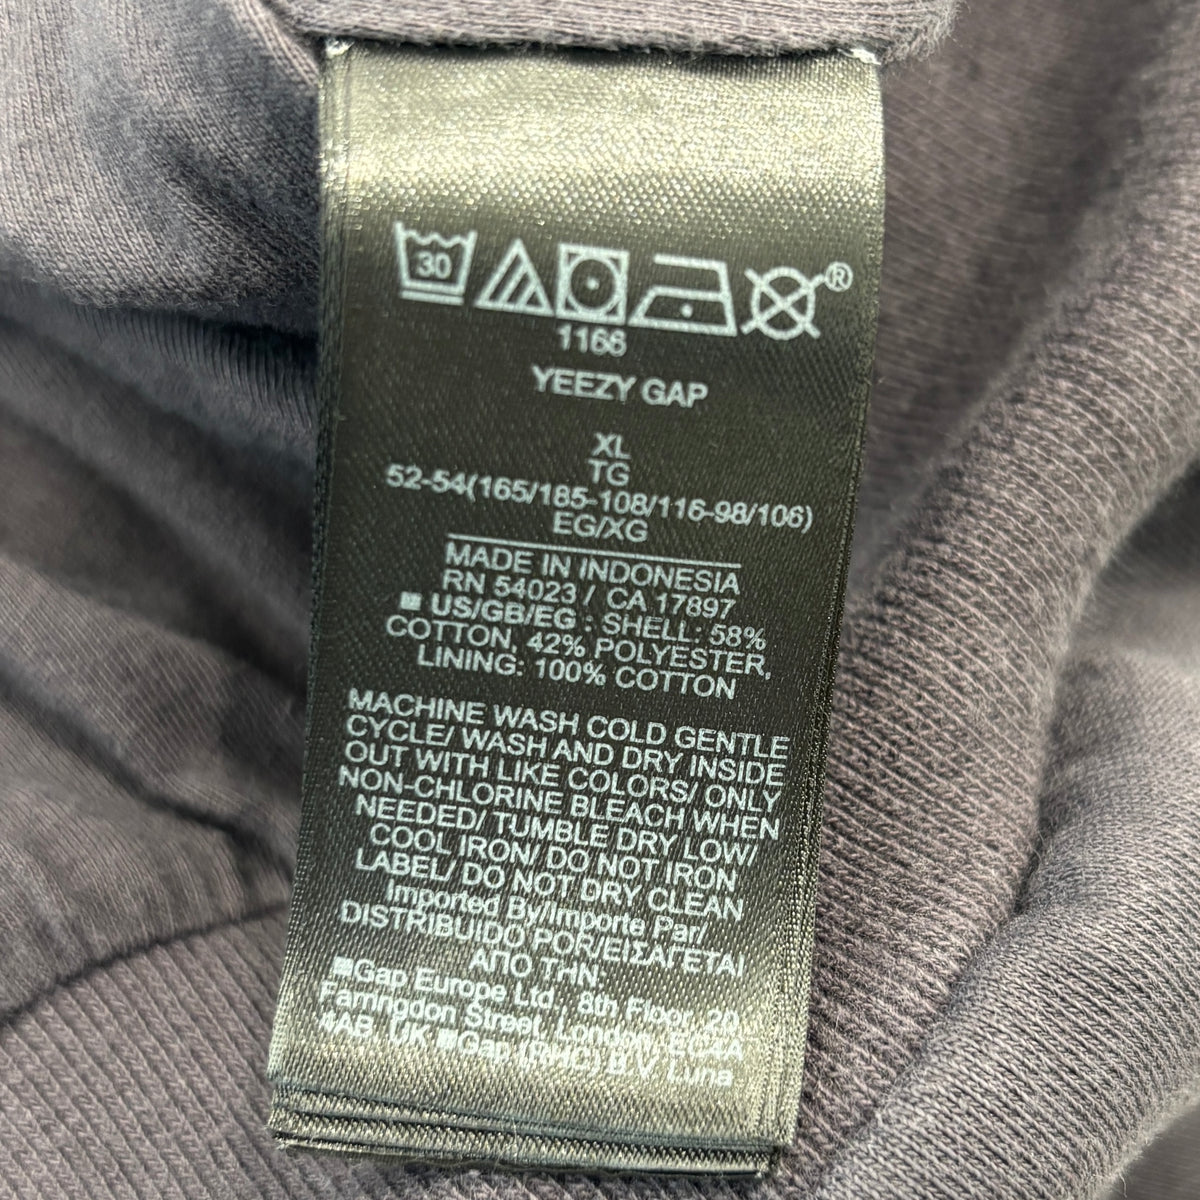 30
®
1166
YEEZY GAP
XL
TG
52-54(165/185-108/116-98/106)
EG/XG
MADE IN INDONESIA
RN 54023 / CA 17897
US/GB/EG : SHELL: 58%
COTTON, 42% POLYESTER,
LINING: 100% COTTON
MACHINE WASH COLD GENTLE
CYCLE/ WASH AND DRY INSIDE
OUT WITH LIKE COLORS/ ONLY
NON-CHLORINE BLEACH WHEN
NEEDED/ TUMBLE DRY LOW/
COOL IRON/ DO NOT IRON
LABEL/ DO NOT DRY CLEAN
Imported By/Importe Par/
DISTRIBUIDO POR/ΕΙΣΑΓΕΤΑΙ
ΑΠΟ ΤΗΝ:
Gap Europe Ltd. 8th Floor, 20
Farringdon Street, London, EC4A
4AB, UK Gap (RHC) B.V Luna